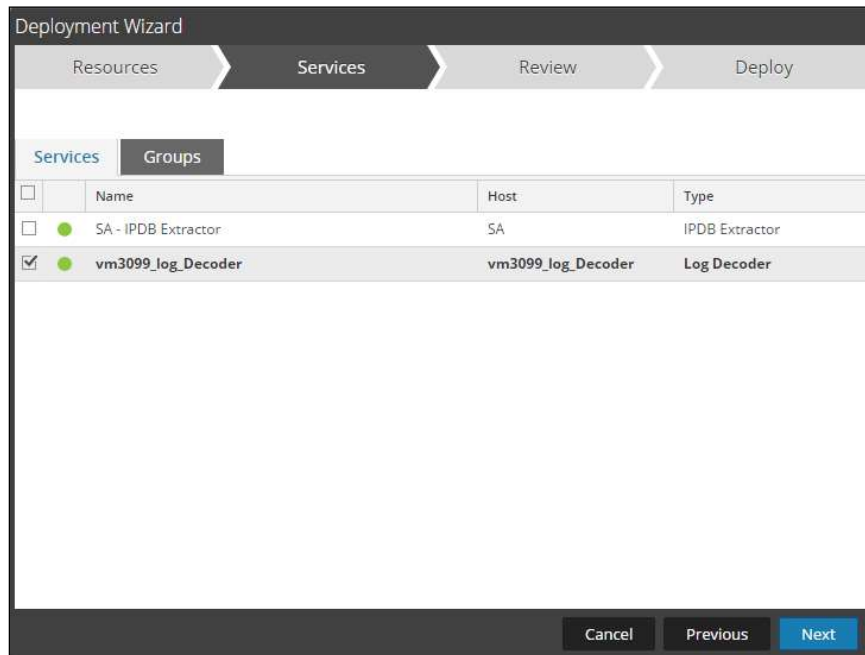 Deployment Wizard
Resources Services Review Deploy
Services Groups
Name Host Type
SA - IPDB Extractor SA IPDB Extractor
vm3099_log_Decoder vm3099_log_Decoder Log Decoder
Cancel Previous Next